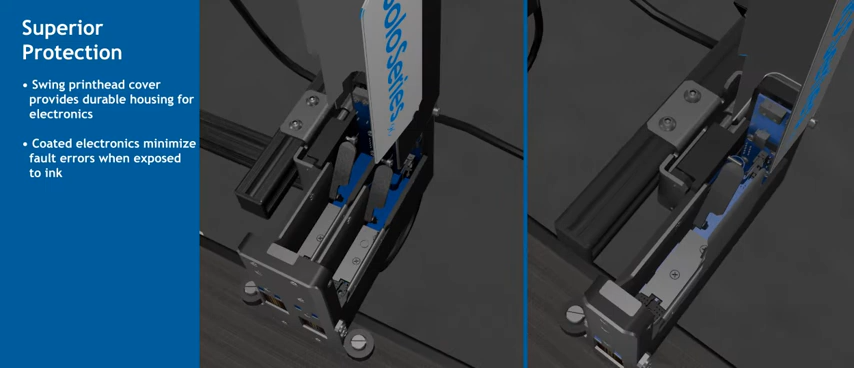 Superior
Protection
• Swing printhead cover
provides durable housing for
electronics
• Coated electronics minimize
fault errors when exposed
to ink
SoloSeries